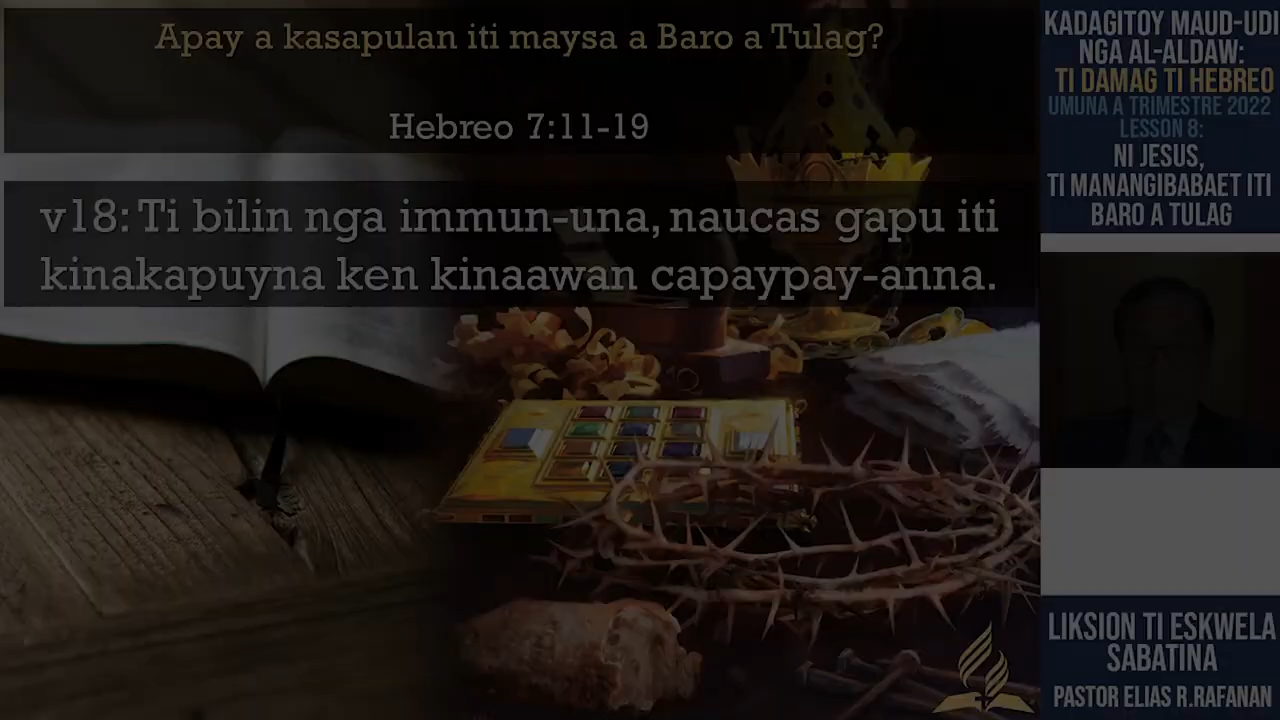 Apay a kasapulan iti maysa a Baro a Tulag?
Hebreo 7:11-19
v18: Ti bilin nga immun-una, naucas gapu iti
kinakapuyna ken kinaawan capaypay-anna.
KADAGITOY MAUD-UDI
NGA AL-ALDAW:
TI DAMAG TI HEBREO
UMUNA A TRIMESTRE 2022
LESSON 8:
NI JESUS,
TI MANANGIBABAET ITI
BARO A TULAG
LIKSION TI ESKWELA
SABATINA
PASTOR ELIAS R.RAFANAN